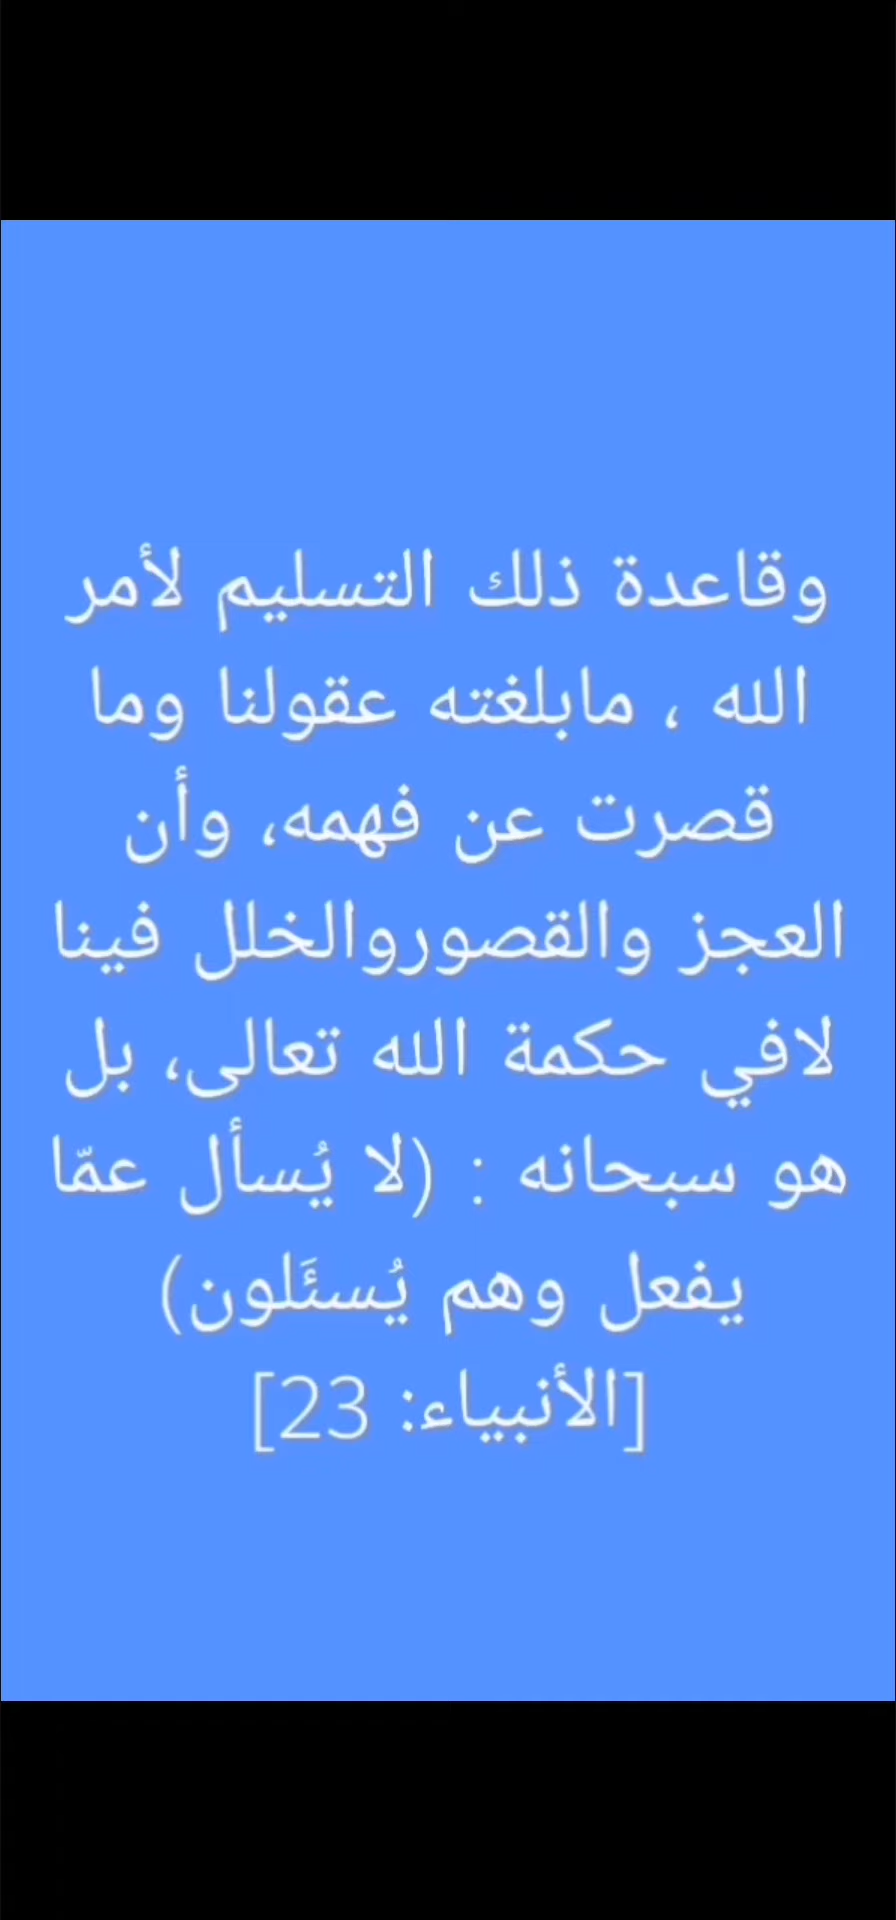 وقاعدة ذلك التسليم لأمر
الله ، مابلغته عقولنا وما
قصرت عن فهمه، وأن
العجز والقصوروالخلل فينا
لافي حكمة الله تعالى، بل
هو سبحانه : (لا يُسأل عمّا
يفعل وهم يُسئَلون)
[الأنبياء: 23]